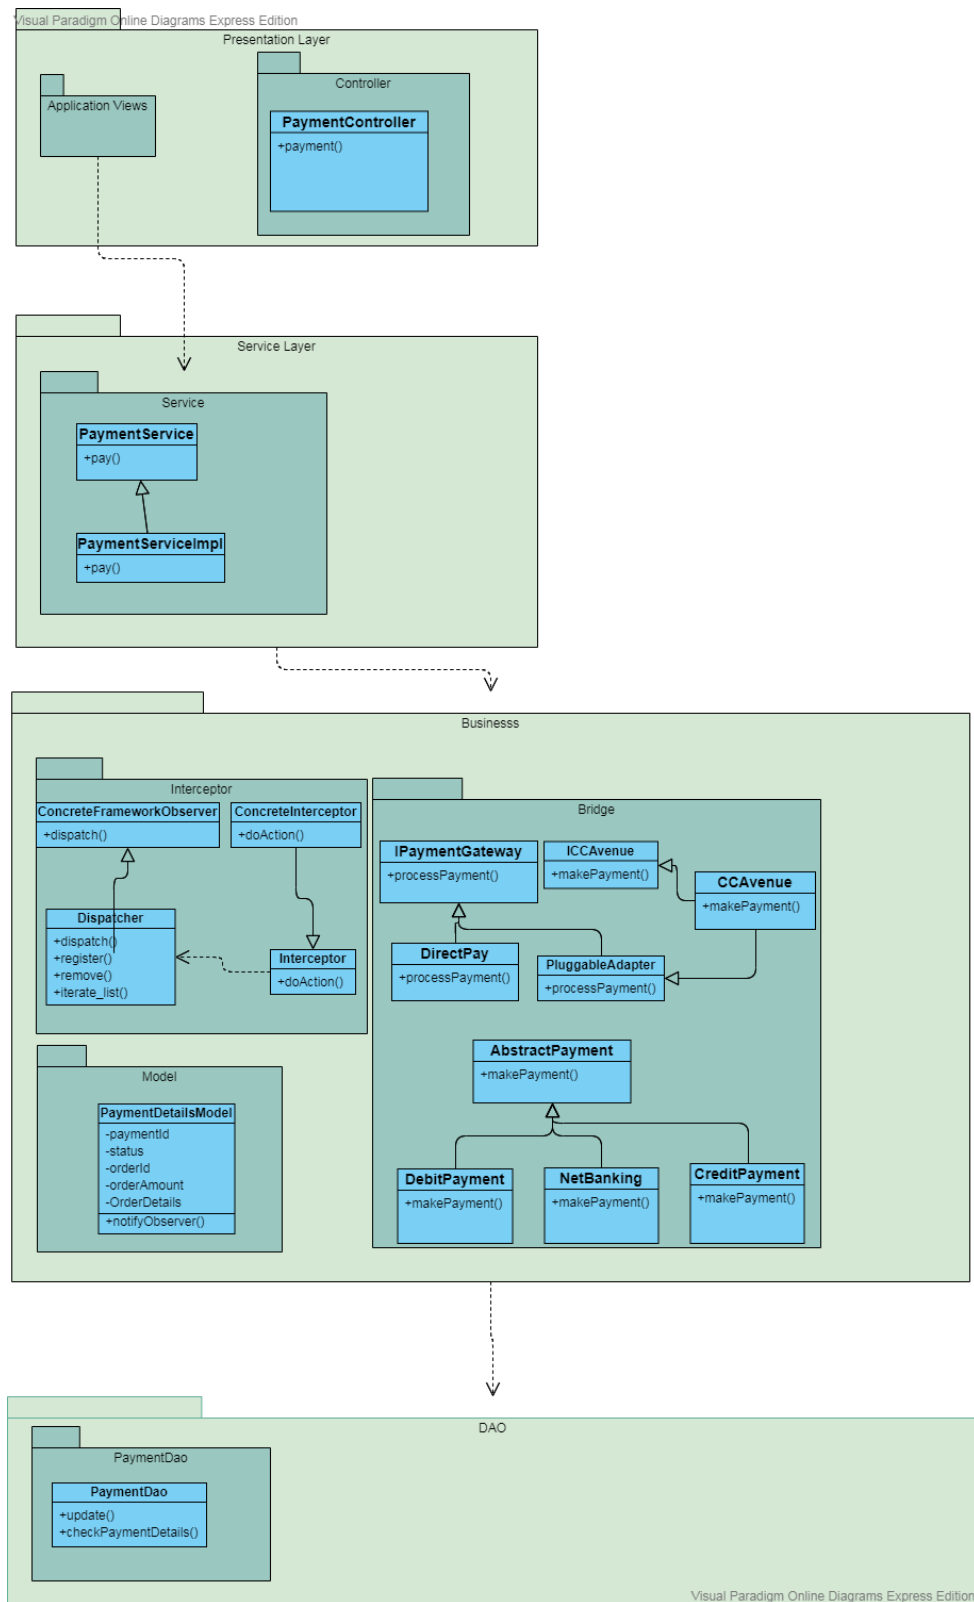 Visual Paradigm Online Diagrams Express Edition
Presentation Layer
Controller
Application Views
PaymentController
+payment()
Service Layer
Service
PaymentService
+pay()
PaymentServiceImpl
+pay()
Businesss
Interceptor
ConcreteFrameworkObserver
+dispatch()
ConcreteInterceptor
+doAction()
Dispatcher
+dispatch()
+register()
+remove()
+iterate_list()
Interceptor
+doAction()
Bridge
IPaymentGateway
+processPayment()
ICCAvenue
+makePayment()
CCAvenue
+makePayment()
DirectPay
+processPayment()
PluggableAdapter
+processPayment()
AbstractPayment
+makePayment()
DebitPayment
+makePayment()
NetBanking
+makePayment()
CreditPayment
+makePayment()
Model
PaymentDetailsModel
-paymentId
-status
-orderId
-orderAmount
-OrderDetails
+notifyObserver()
DAO
PaymentDao
PaymentDao
+update()
+checkPaymentDetails()
Visual Paradigm Online Diagrams Express Edition